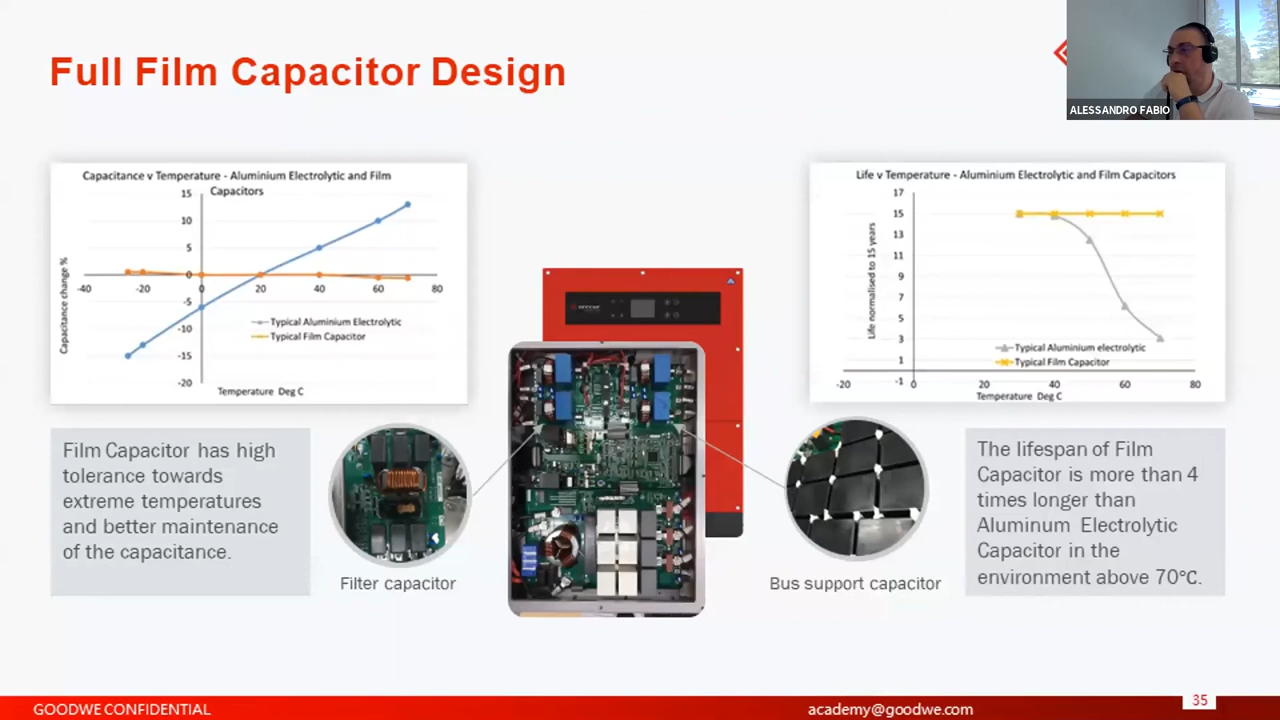 Full Film Capacitor Design
ALESSANDRO FABIO
Capacitance v Temperature - Aluminium Electrolytic and Film
Capacitors
15
10
5
0
-5
-10
-15
-20
-40
-20
0
20
40
60
80
Capacitance change %
Typical Aluminium Electrolytic
Typical Film Capacitor
Temperature Deg C
Life v Temperature - Aluminium Electrolytic and Film Capacitors
17
15
13
11
9
7
5
3
1
-1
-20
0
20
40
60
80
Life normalised to 15 years
Typical Aluminium electrolytic
Typical Film Capacitor
Temperature Deg C
Film Capacitor has high
tolerance towards
extreme temperatures
and better maintenance
of the capacitance.
Filter capacitor
Bus support capacitor
The lifespan of Film
Capacitor is more than 4
times longer than
Aluminum Electrolytic
Capacitor in the
environment above 70℃.
GOODWE CONFIDENTIAL
academy@goodwe.com
35